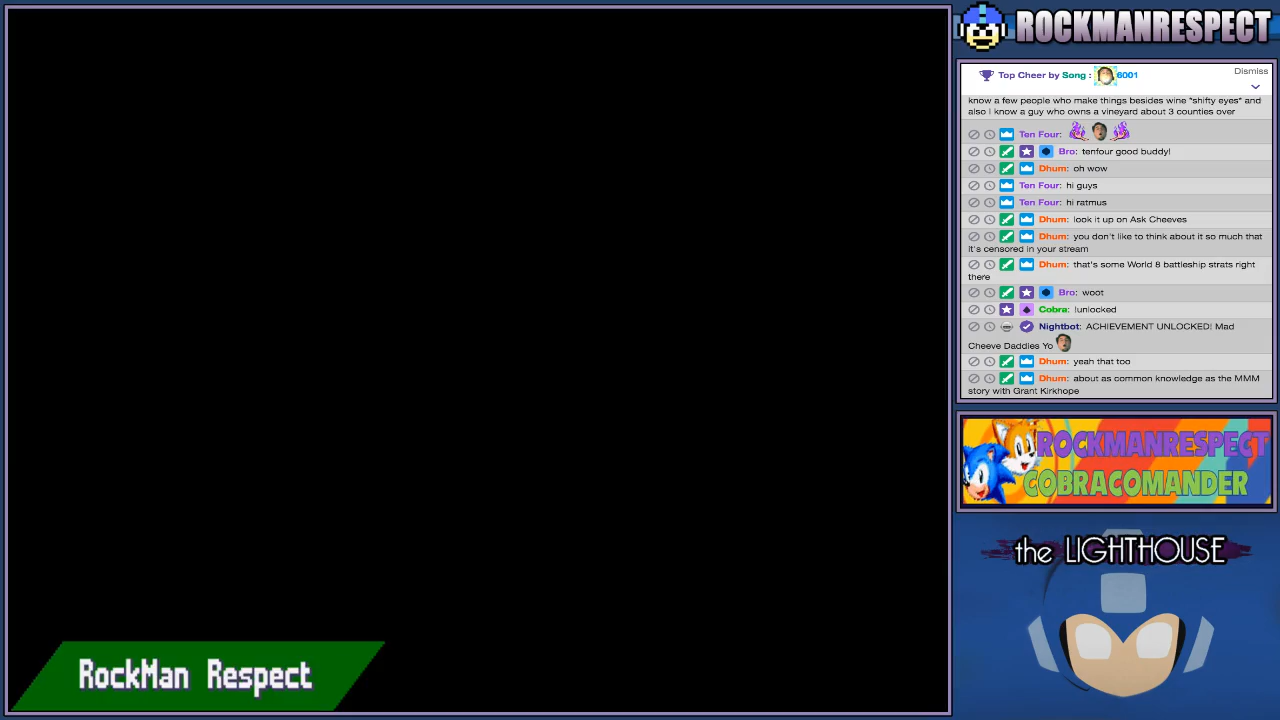 ROCKMANRESPECT
Top Cheer by Song : 6001
Dismiss
know a few people who make things besides wine *shifty eyes* and
also I know a guy who owns a vineyard about 3 counties over
Ten Four:
Bro: tenfour good buddy!
Dhum: oh wow
Ten Four: hi guys
Ten Four: hi ratmus
Dhum: look it up on Ask Cheeves
Dhum: you don't like to think about it so much that
it's censored in your stream
Dhum: that's some World 8 battleship strats right
there
Bro: woot
Cobra: !unlocked
Nightbot: ACHIEVEMENT UNLOCKED! Mad
Cheeve Daddies Yo
Dhum: yeah that too
Dhum: about as common knowledge as the MMM
story with Grant Kirkhope
ROCKMANRESPECT
COBRACOMANDER
the LIGHTHOUSE
RockMan Respect